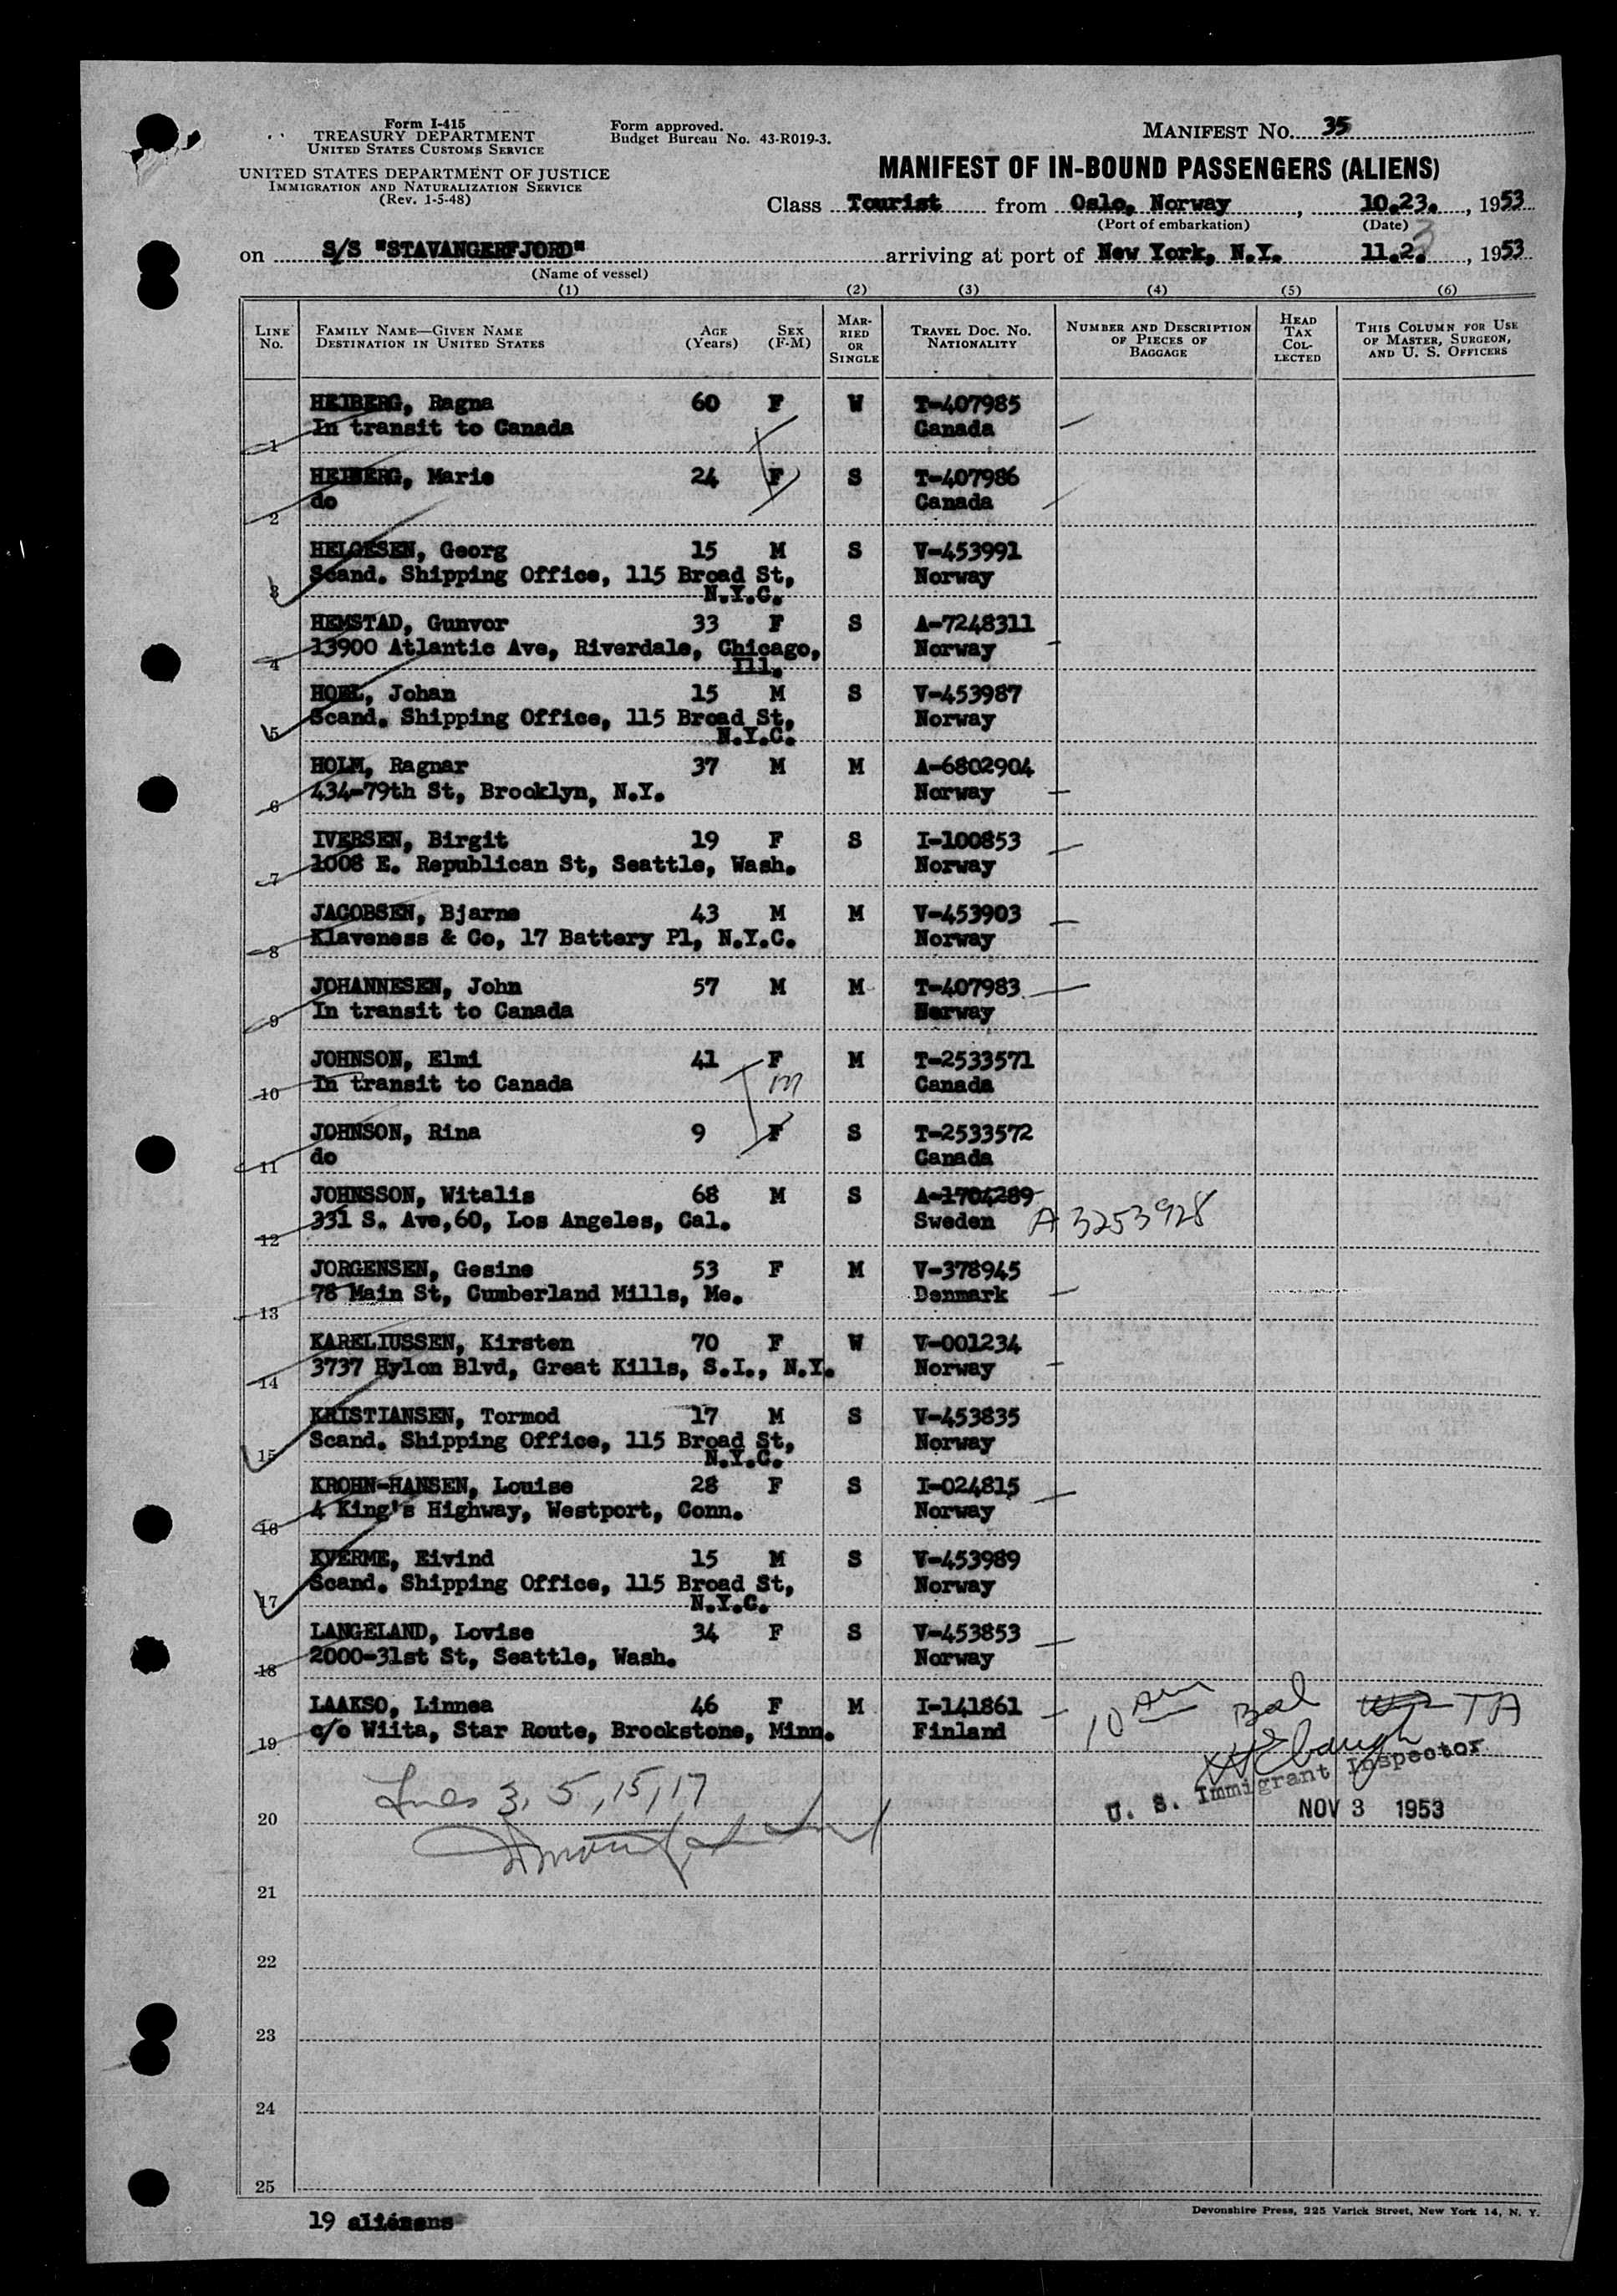 Form I-415
TREASURY DEPARTMENT
UNITED STATES CUSTOMS SERVICE
UNITED STATES DEPARTMENT OF JUSTICE
IMMIGRATION AND NATURALIZATION SERVICE
(Rev. 1-5-48)
Form approved.
Budget Bureau No. 43-R019-3.
MANIFEST No. 35
MANIFEST OF IN-BOUND PASSENGERS (ALIENS)
Class Tourist from Oslo, Norway, 10.23., 1953
(Port of embarkation) (Date)
on S/S "STAVANGERFJORD" arriving at port of New York, N.Y. 11.2. 3, 1953
(Name of vessel)
(1) (2) (3) (4) (5) (6)
LINE No. FAMILY NAME—GIVEN NAME DESTINATION IN UNITED STATES AGE (Years) SEX (F-M) MARRIED OR SINGLE TRAVEL DOC. NO. NATIONALITY NUMBER AND DESCRIPTION OF PIECES OF BAGGAGE HEAD TAX COLLECTED THIS COLUMN FOR USE OF MASTER, SURGEON, AND U. S. OFFICERS
HEIBERG, Ragna 60 F W T-407985
1 In transit to Canada Canada
HEIBERG, Marie 24 F S T-407986
2 do Canada
HELGESEN, Georg 15 M S V-453991
3 Scand. Shipping Office, 115 Broad St, Norway
N.Y.C.
HEMSTAD, Gunvor 33 F S A-7248311
4 13900 Atlantic Ave, Riverdale, Chicago, Norway
Ill.
HOEL, Johan 15 M S V-453987
5 Scand. Shipping Office, 115 Broad St, Norway
N.Y.C.
HOLM, Ragnar 37 M M A-6802904
6 434-79th St, Brooklyn, N.Y. Norway
IVERSEN, Birgit 19 F S I-100853
7 1008 E. Republican St, Seattle, Wash. Norway
JACOBSEN, Bjarne 43 M M V-453903
8 Klaveness & Co, 17 Battery Pl, N.Y.C. Norway
JOHANNESEN, John 57 M M T-407983
9 In transit to Canada Norway
JOHNSON, Elmi 41 F M T-2533571
10 In transit to Canada m Canada
JOHNSON, Rina 9 F S T-2533572
11 do Canada
JOHNSSON, Witalis 68 M S A-1704289
12 331 S. Ave,60, Los Angeles, Cal. Sweden A 3253928
JORGENSEN, Gesine 53 F M V-378945
13 78 Main St, Cumberland Mills, Me. Denmark
KARELIUSSEN, Kirsten 70 F W V-001234
14 3737 Hylon Blvd, Great Kills, S.I., N.Y. Norway
KRISTIANSEN, Tormod 17 M S V-453835
15 Scand. Shipping Office, 115 Broad St, Norway
N.Y.C.
KROHN-HANSEN, Louise 28 F S I-024815
16 4 King's Highway, Westport, Conn. Norway
KVERME, Eivind 15 M S V-453989
17 Scand. Shipping Office, 115 Broad St, Norway
N.Y.C.
LANGELAND, Lovise 34 F S V-453853
18 2000-31st St, Seattle, Wash. Norway
LAAKSO, Linnea 46 F M I-141861 10 Am Bal TA
19 c/o Wiita, Star Route, Brookstone, Minn. Finland
Lines 3, 5, 15, 17
U. S. Immigrant Inspector
20 NOV 3 1953
21
22
23
24
25
19 aliens
Devonshire Press, 225 Varick Street, New York 14, N. Y.